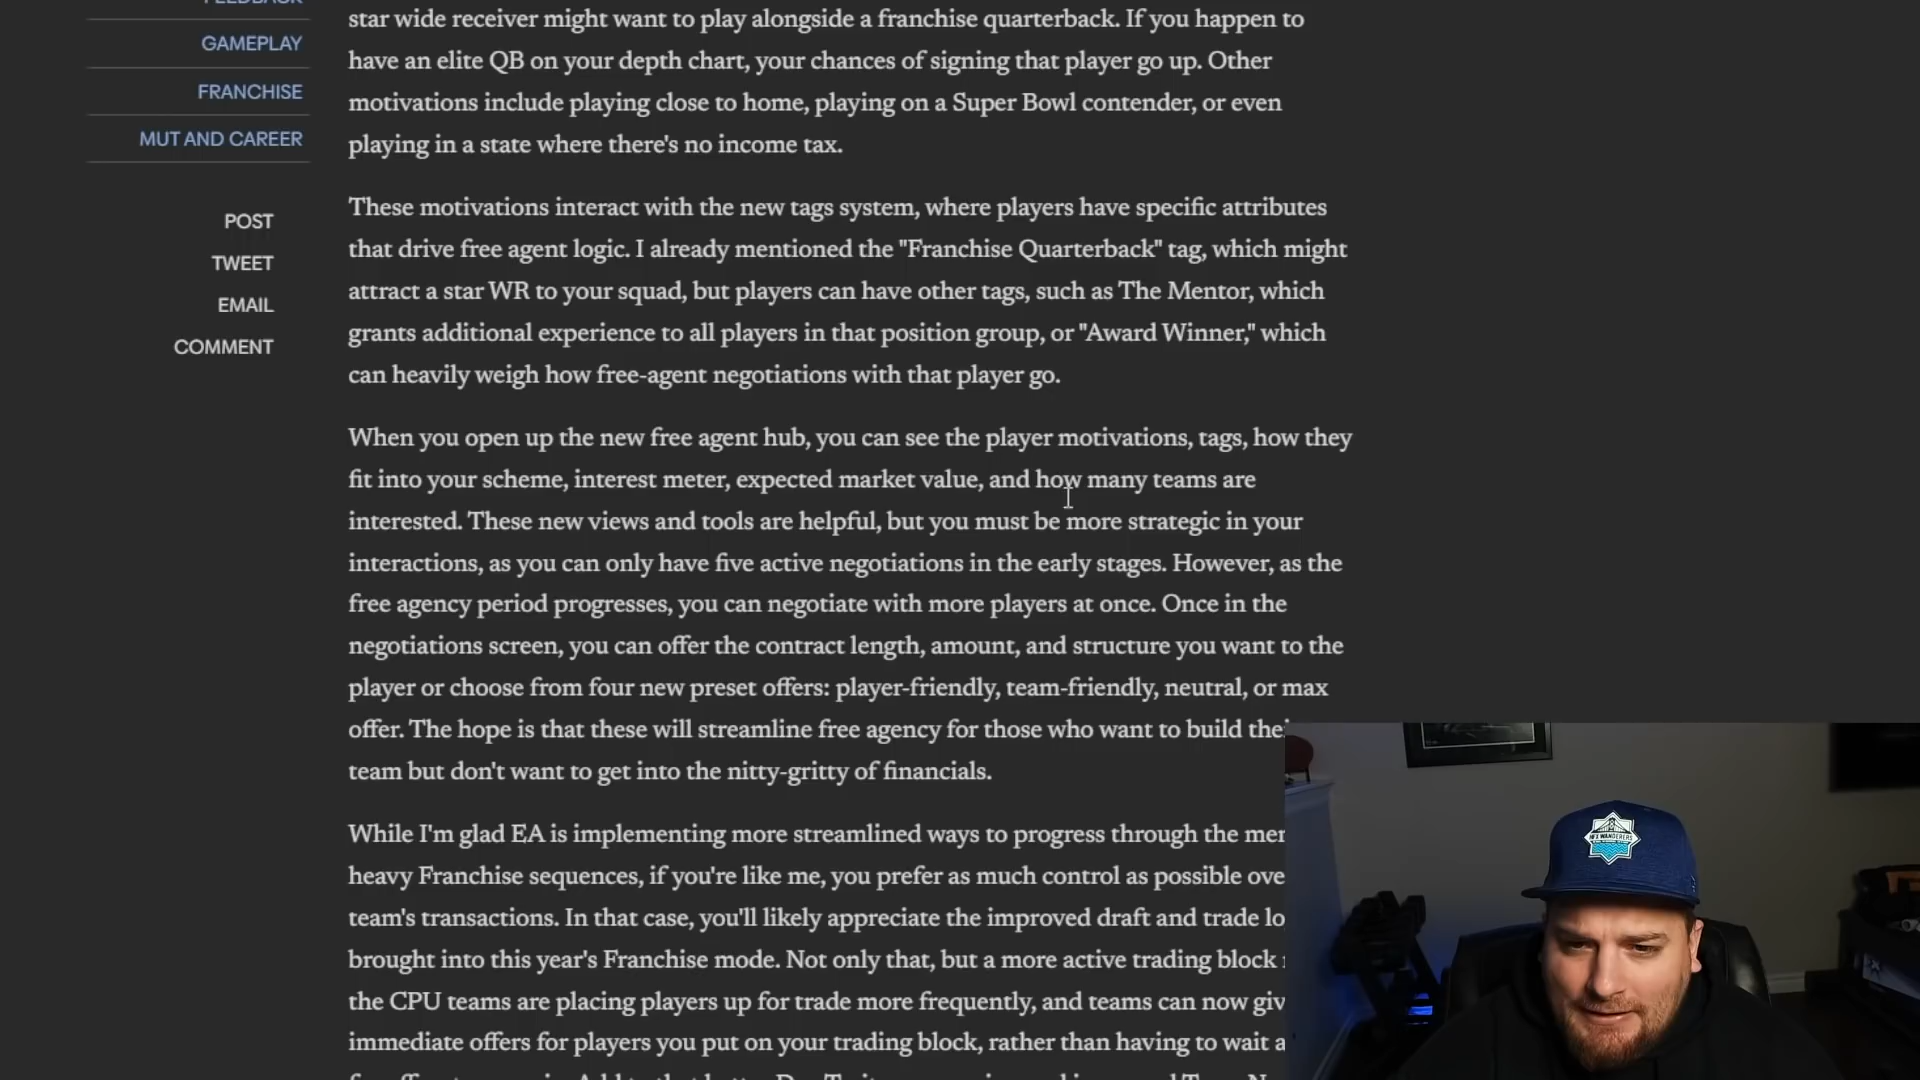 GAMEPLAY
FRANCHISE
MUT AND CAREER
POST
TWEET
EMAIL
COMMENT
star wide receiver might want to play alongside a franchise quarterback. If you happen to
have an elite QB on your depth chart, your chances of signing that player go up. Other
motivations include playing close to home, playing on a Super Bowl contender, or even
playing in a state where there's no income tax.
These motivations interact with the new tags system, where players have specific attributes
that drive free agent logic. I already mentioned the "Franchise Quarterback" tag, which might
attract a star WR to your squad, but players can have other tags, such as The Mentor, which
grants additional experience to all players in that position group, or "Award Winner," which
can heavily weigh how free-agent negotiations with that player go.
When you open up the new free agent hub, you can see the player motivations, tags, how they
fit into your scheme, interest meter, expected market value, and how many teams are
interested. These new views and tools are helpful, but you must be more strategic in your
interactions, as you can only have five active negotiations in the early stages. However, as the
free agency period progresses, you can negotiate with more players at once. Once in the
negotiations screen, you can offer the contract length, amount, and structure you want to the
player or choose from four new preset offers: player-friendly, team-friendly, neutral, or max
offer. The hope is that these will streamline free agency for those who want to build
team but don't want to get into the nitty-gritty of financials.
While I'm glad EA is implementing more streamlined ways to progress through the
heavy Franchise sequences, if you're like me, you prefer as much control as possible
team's transactions. In that case, you'll likely appreciate the improved draft and trade
brought into this year's Franchise mode. Not only that, but a more active trading block
the CPU teams are placing players up for trade more frequently, and teams can now
immediate offers for players you put on your trading block, rather than having to wait
HFX WANDERERS